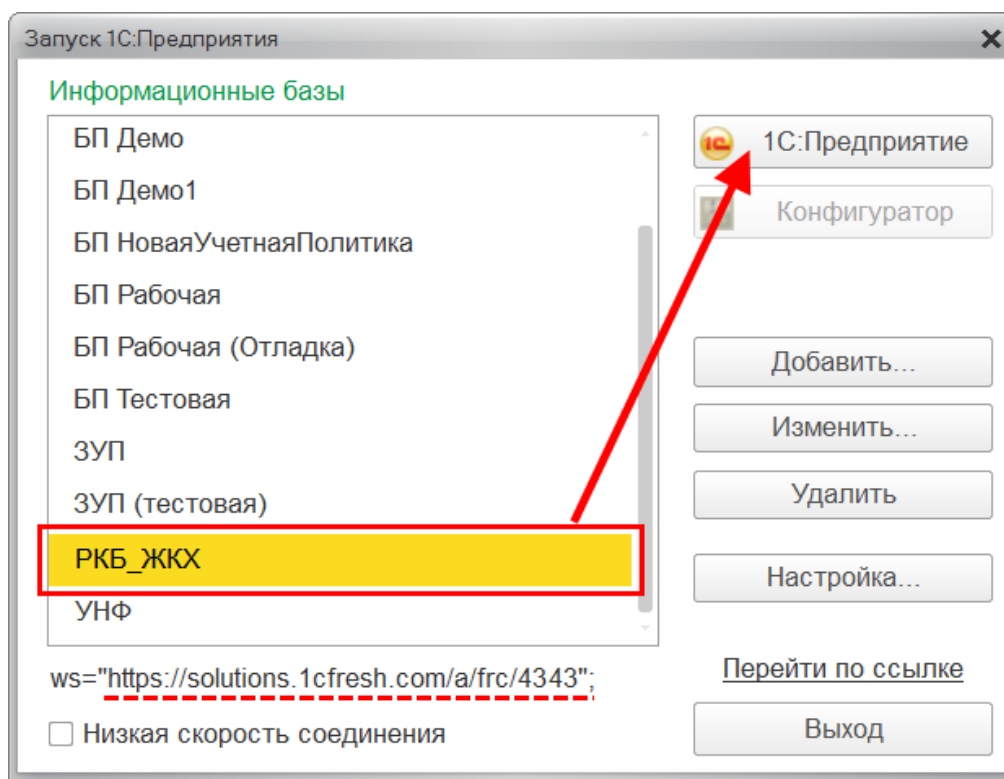 Запуск 1С:Предприятия
Информационные базы
БП Демо
БП Демо1
БП НоваяУчетнаяПолитика
БП Рабочая
БП Рабочая (Отладка)
БП Тестовая
ЗУП
ЗУП (тестовая)
РКБ_ЖКХ
УНФ
ws="https://solutions.1cfresh.com/a/frc/4343";
Низкая скорость соединения
1С
1С:Предприятие
Конфигуратор
Добавить...
Изменить...
Удалить
Настройка...
Перейти по ссылке
Выход